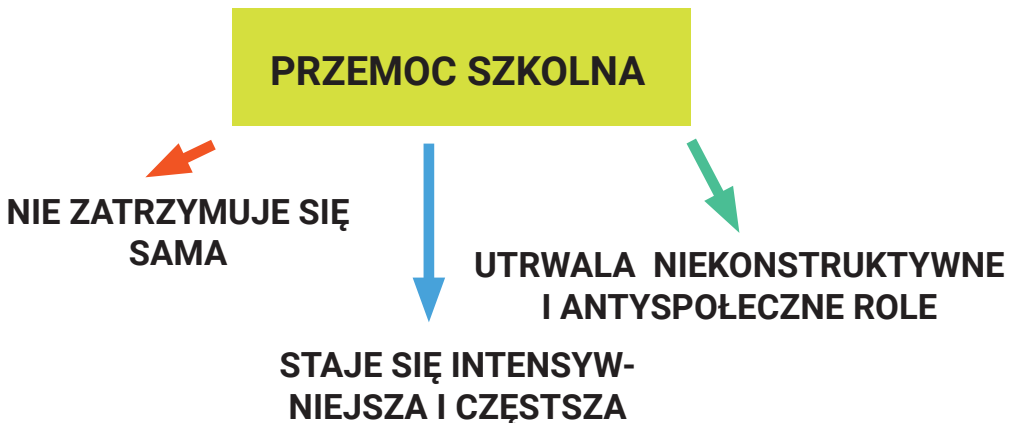 PRZEMOC SZKOLNA
NIE ZATRZYMUJE SIĘ
SAMA
UTRWALA NIEKONSTRUKTYWNE
I ANTYSPOŁECZNE ROLE
STAJE SIĘ INTENSYW-
NIEJSZA I CZĘSTSZA